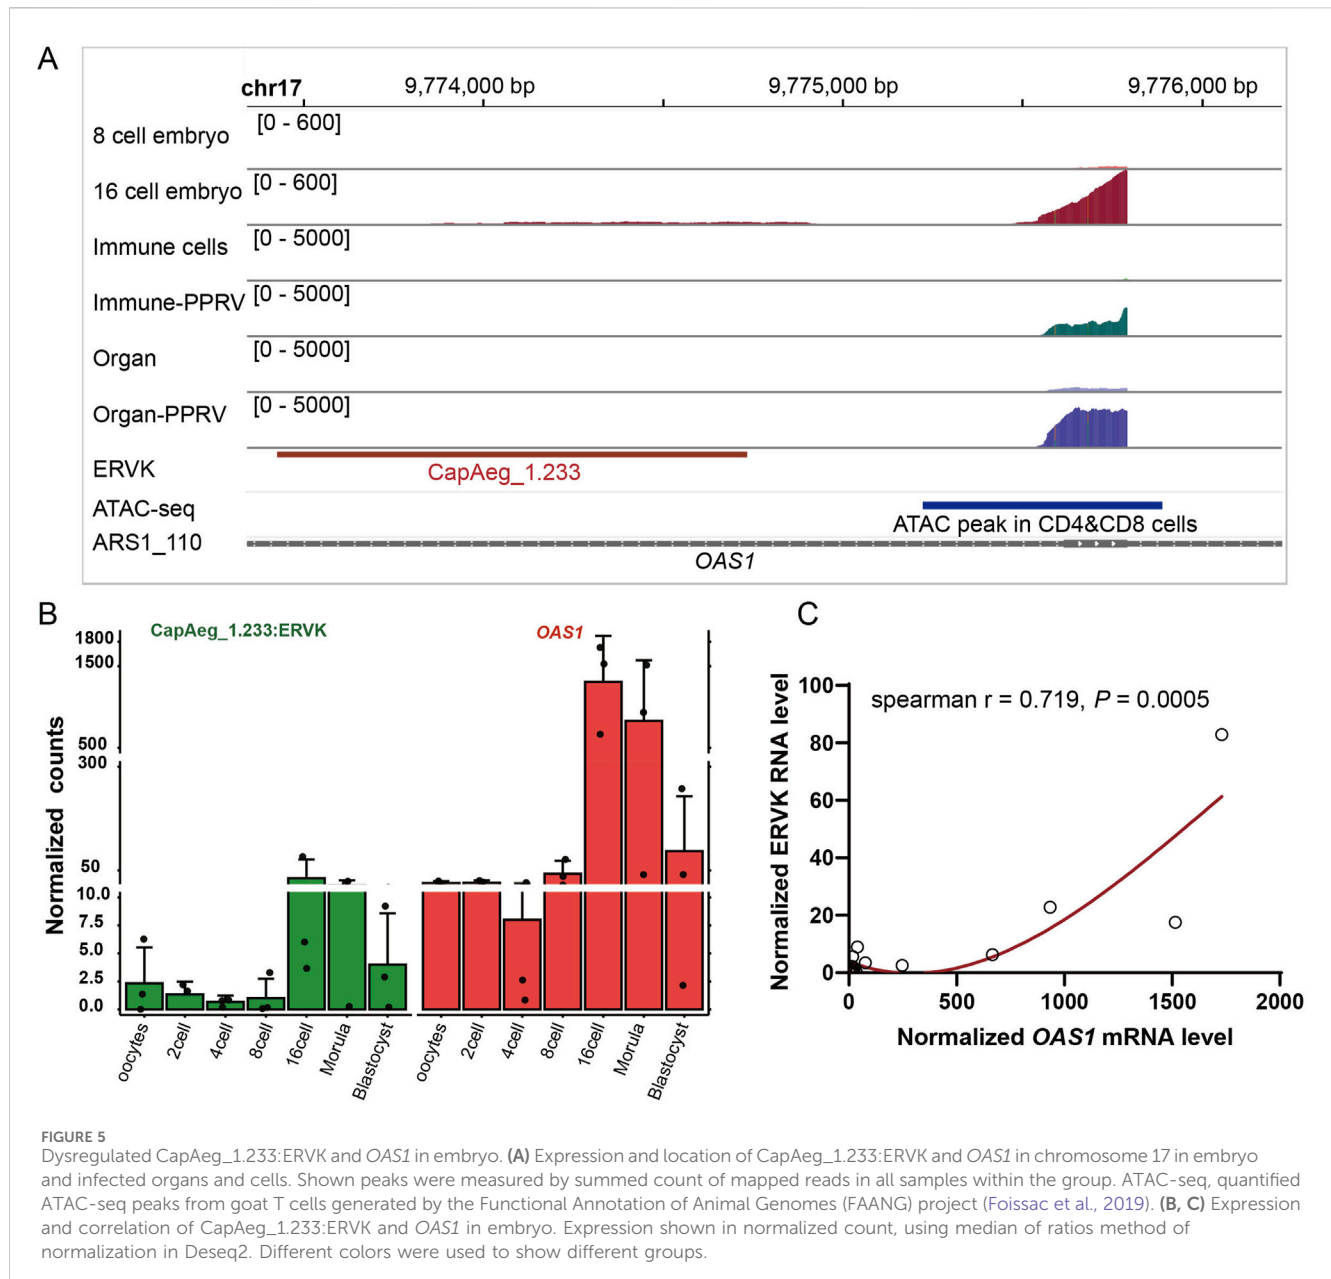 A
chr17
9,774,000 bp
9,775,000 bp
9,776,000 bp
8 cell embryo
[0 - 600]
16 cell embryo
[0 - 600]
Immune cells
[0 - 5000]
Immune-PPRV
[0 - 5000]
Organ
[0 - 5000]
Organ-PPRV
[0 - 5000]
ERVK
CapAeg_1.233
ATAC-seq
ATAC peak in CD4&CD8 cells
ARS1_110
OAS1
B
CapAeg_1.233:ERVK
OAS1
Normalized counts
1800
1500
500
300
50
10.0
7.5
5.0
2.5
0.0
oocytes
2cell
4cell
8cell
16cell
Morula
Blastocyst
oocytes
2cell
4cell
8cell
16cell
Morula
Blastocyst
C
spearman r = 0.719, P = 0.0005
Normalized ERVK RNA level
100
80
60
40
20
0
0
500
1000
1500
2000
Normalized OAS1 mRNA level
FIGURE 5
Dysregulated CapAeg_1.233:ERVK and OAS1 in embryo. (A) Expression and location of CapAeg_1.233:ERVK and OAS1 in chromosome 17 in embryo
and infected organs and cells. Shown peaks were measured by summed count of mapped reads in all samples within the group. ATAC-seq, quantified
ATAC-seq peaks from goat T cells generated by the Functional Annotation of Animal Genomes (FAANG) project (Foissac et al., 2019). (B, C) Expression
and correlation of CapAeg_1.233:ERVK and OAS1 in embryo. Expression shown in normalized count, using median of ratios method of
normalization in Deseq2. Different colors were used to show different groups.